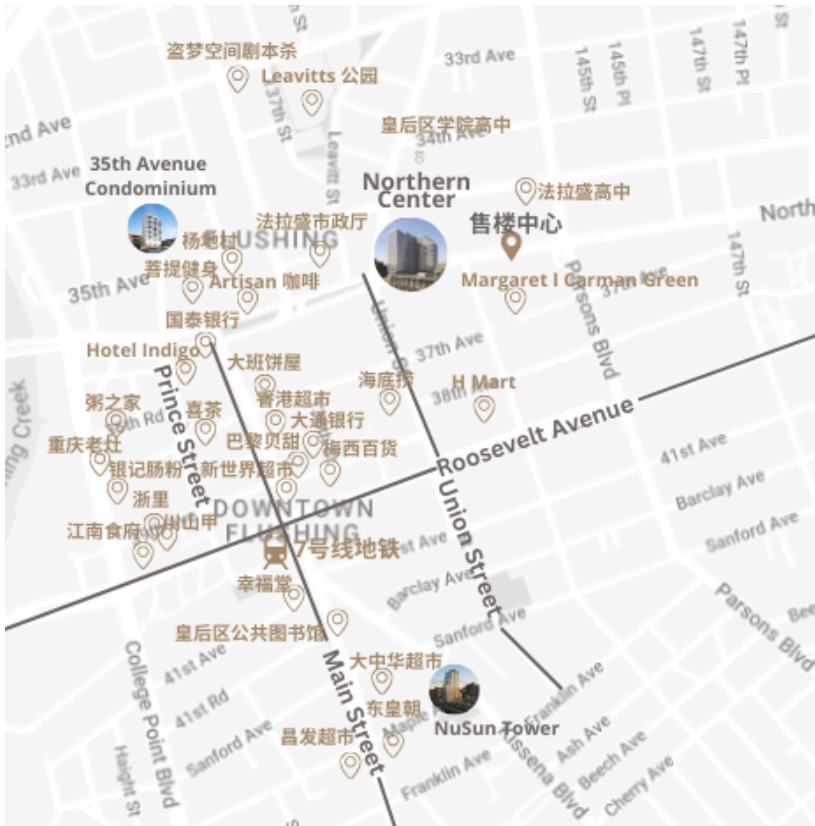 盗梦空间剧本杀
Leavitts 公园
33rd Ave
145th St
145th Pl
147th St
147th Pl
37th St
Leavitt St
皇后区学院高中
34th Ave
33rd Ave
35th Avenue
Condominium
Northern
Center
法拉盛高中
售楼中心
法拉盛市政厅
FLUSHING
杨地村
菩提健身
Artisan 咖啡
35th Ave
Margaret I Carman Green
37th Ave
147th St
North
Parsons Blvd
国泰银行
Hotel Indigo
大班饼屋
37th Ave
Prince Street
海底捞
38th Ave
H Mart
粥之家
喜茶
香港超市
大通银行
重庆老灶
巴黎贝甜
梅西百货
银记肠粉
新世界超市
Roosevelt Avenue
41st Ave
Barclay Ave
Sanford Ave
浙里
DOWNTOWN
FLUSHING
江南食府
川山甲
7号线地铁
Union Street
幸福堂
Barclay Ave
Sanford Ave
Parsons Blvd
皇后区公共图书馆
Main Street
大中华超市
41st Ave
College Point Blvd
41st Rd
东皇朝
NuSun Tower
Franklin Ave
昌发超市
Sanford Ave
Haight St
Kissena Blvd
Ash Ave
Beech Ave
Cherry Ave
Franklin Ave